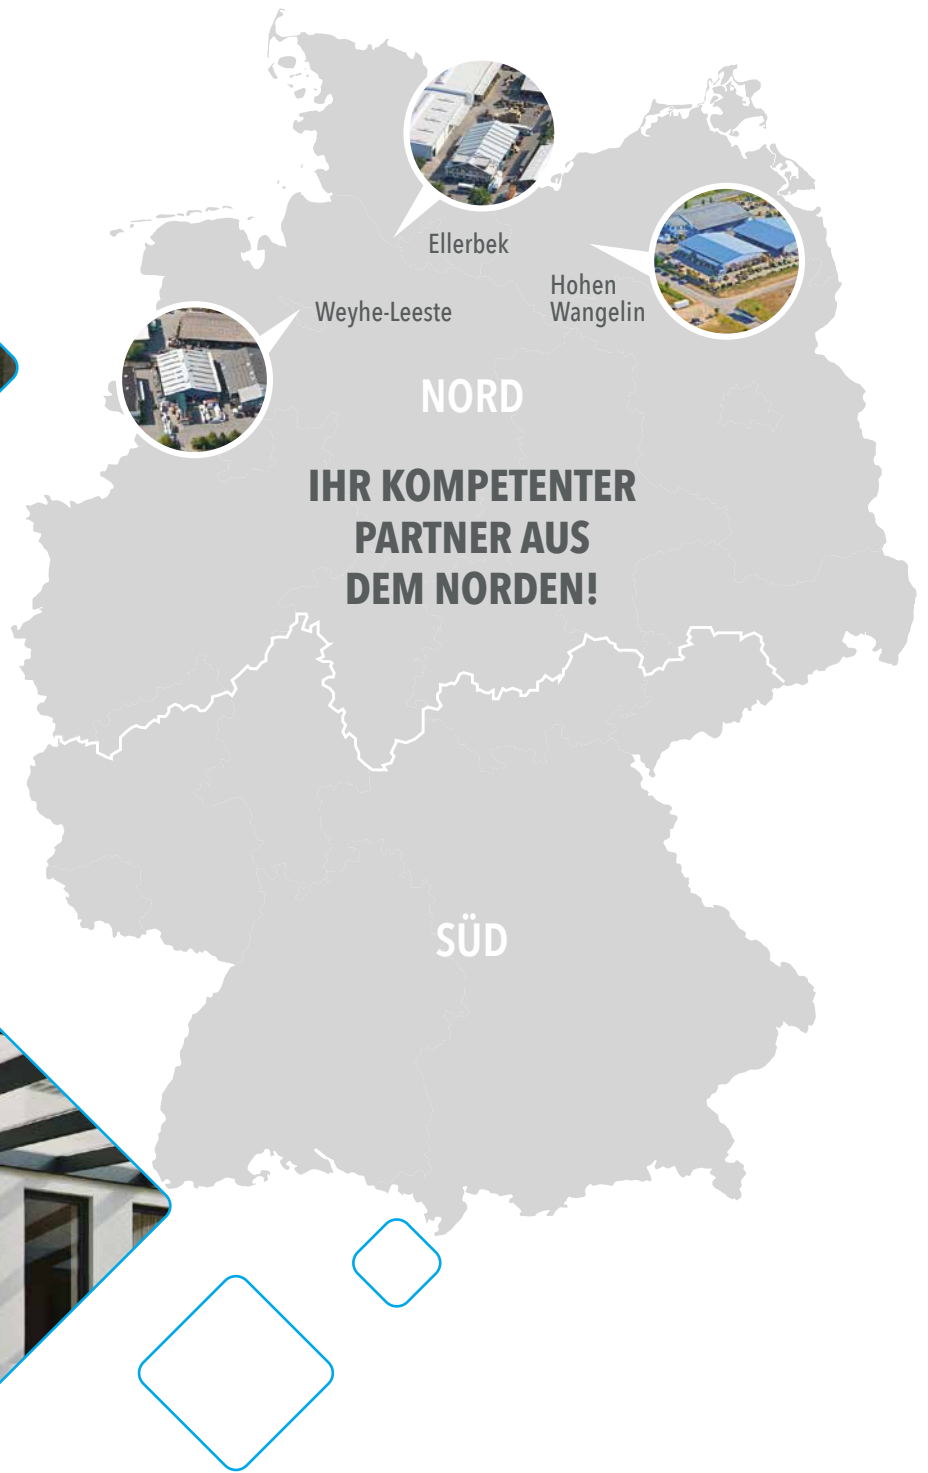 Ellerbek
Hohen
Wangelin
Weyhe-Leeste
NORD
IHR KOMPETENTER
PARTNER AUS
DEM NORDEN!
SÜD